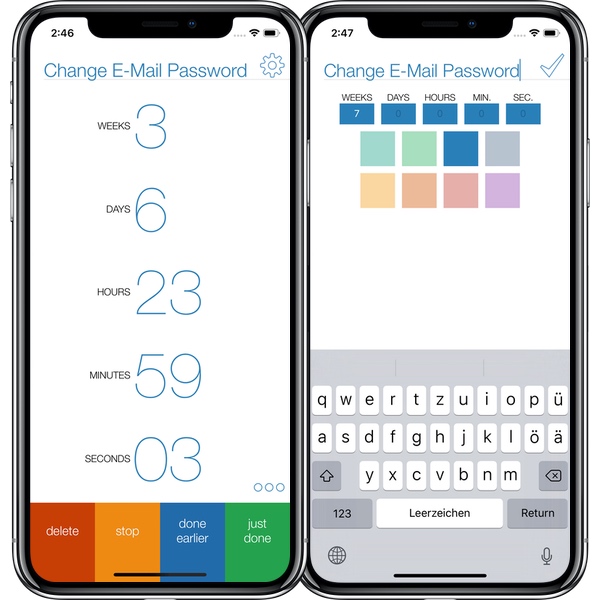 2:46
Change E-Mail Password
WEEKS 3
DAYS 6
HOURS 23
MINUTES 59
SECONDS 03
delete
stop
done
earlier
just
done
2:47
Change E-Mail Password
WEEKS DAYS HOURS MIN. SEC.
7 0 0 0 0
q w e r t z u i o p ü
a s d f g h j k l ö ä
y x c v b n m
123 Leerzeichen Return